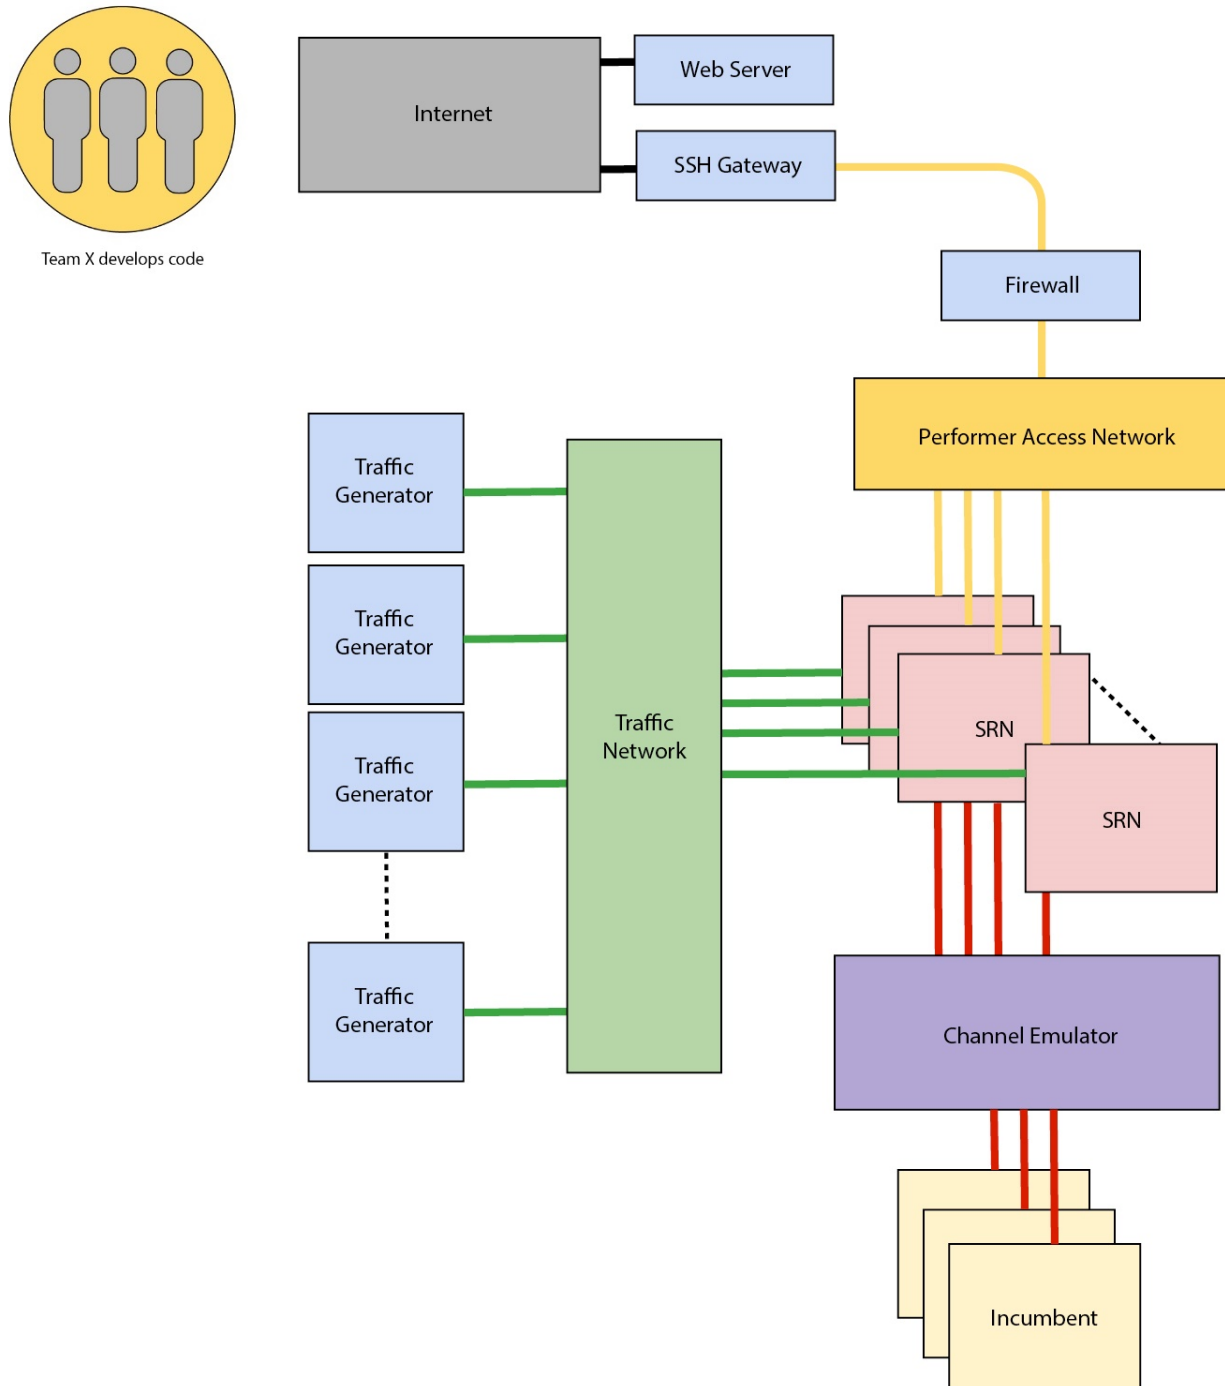 Internet
Web Server
SSH Gateway
Team X develops code
Firewall
Performer Access Network
Traffic
Generator
Traffic
Generator
Traffic
Generator
Traffic
Generator
Traffic
Network
SRN
SRN
Channel Emulator
Incumbent